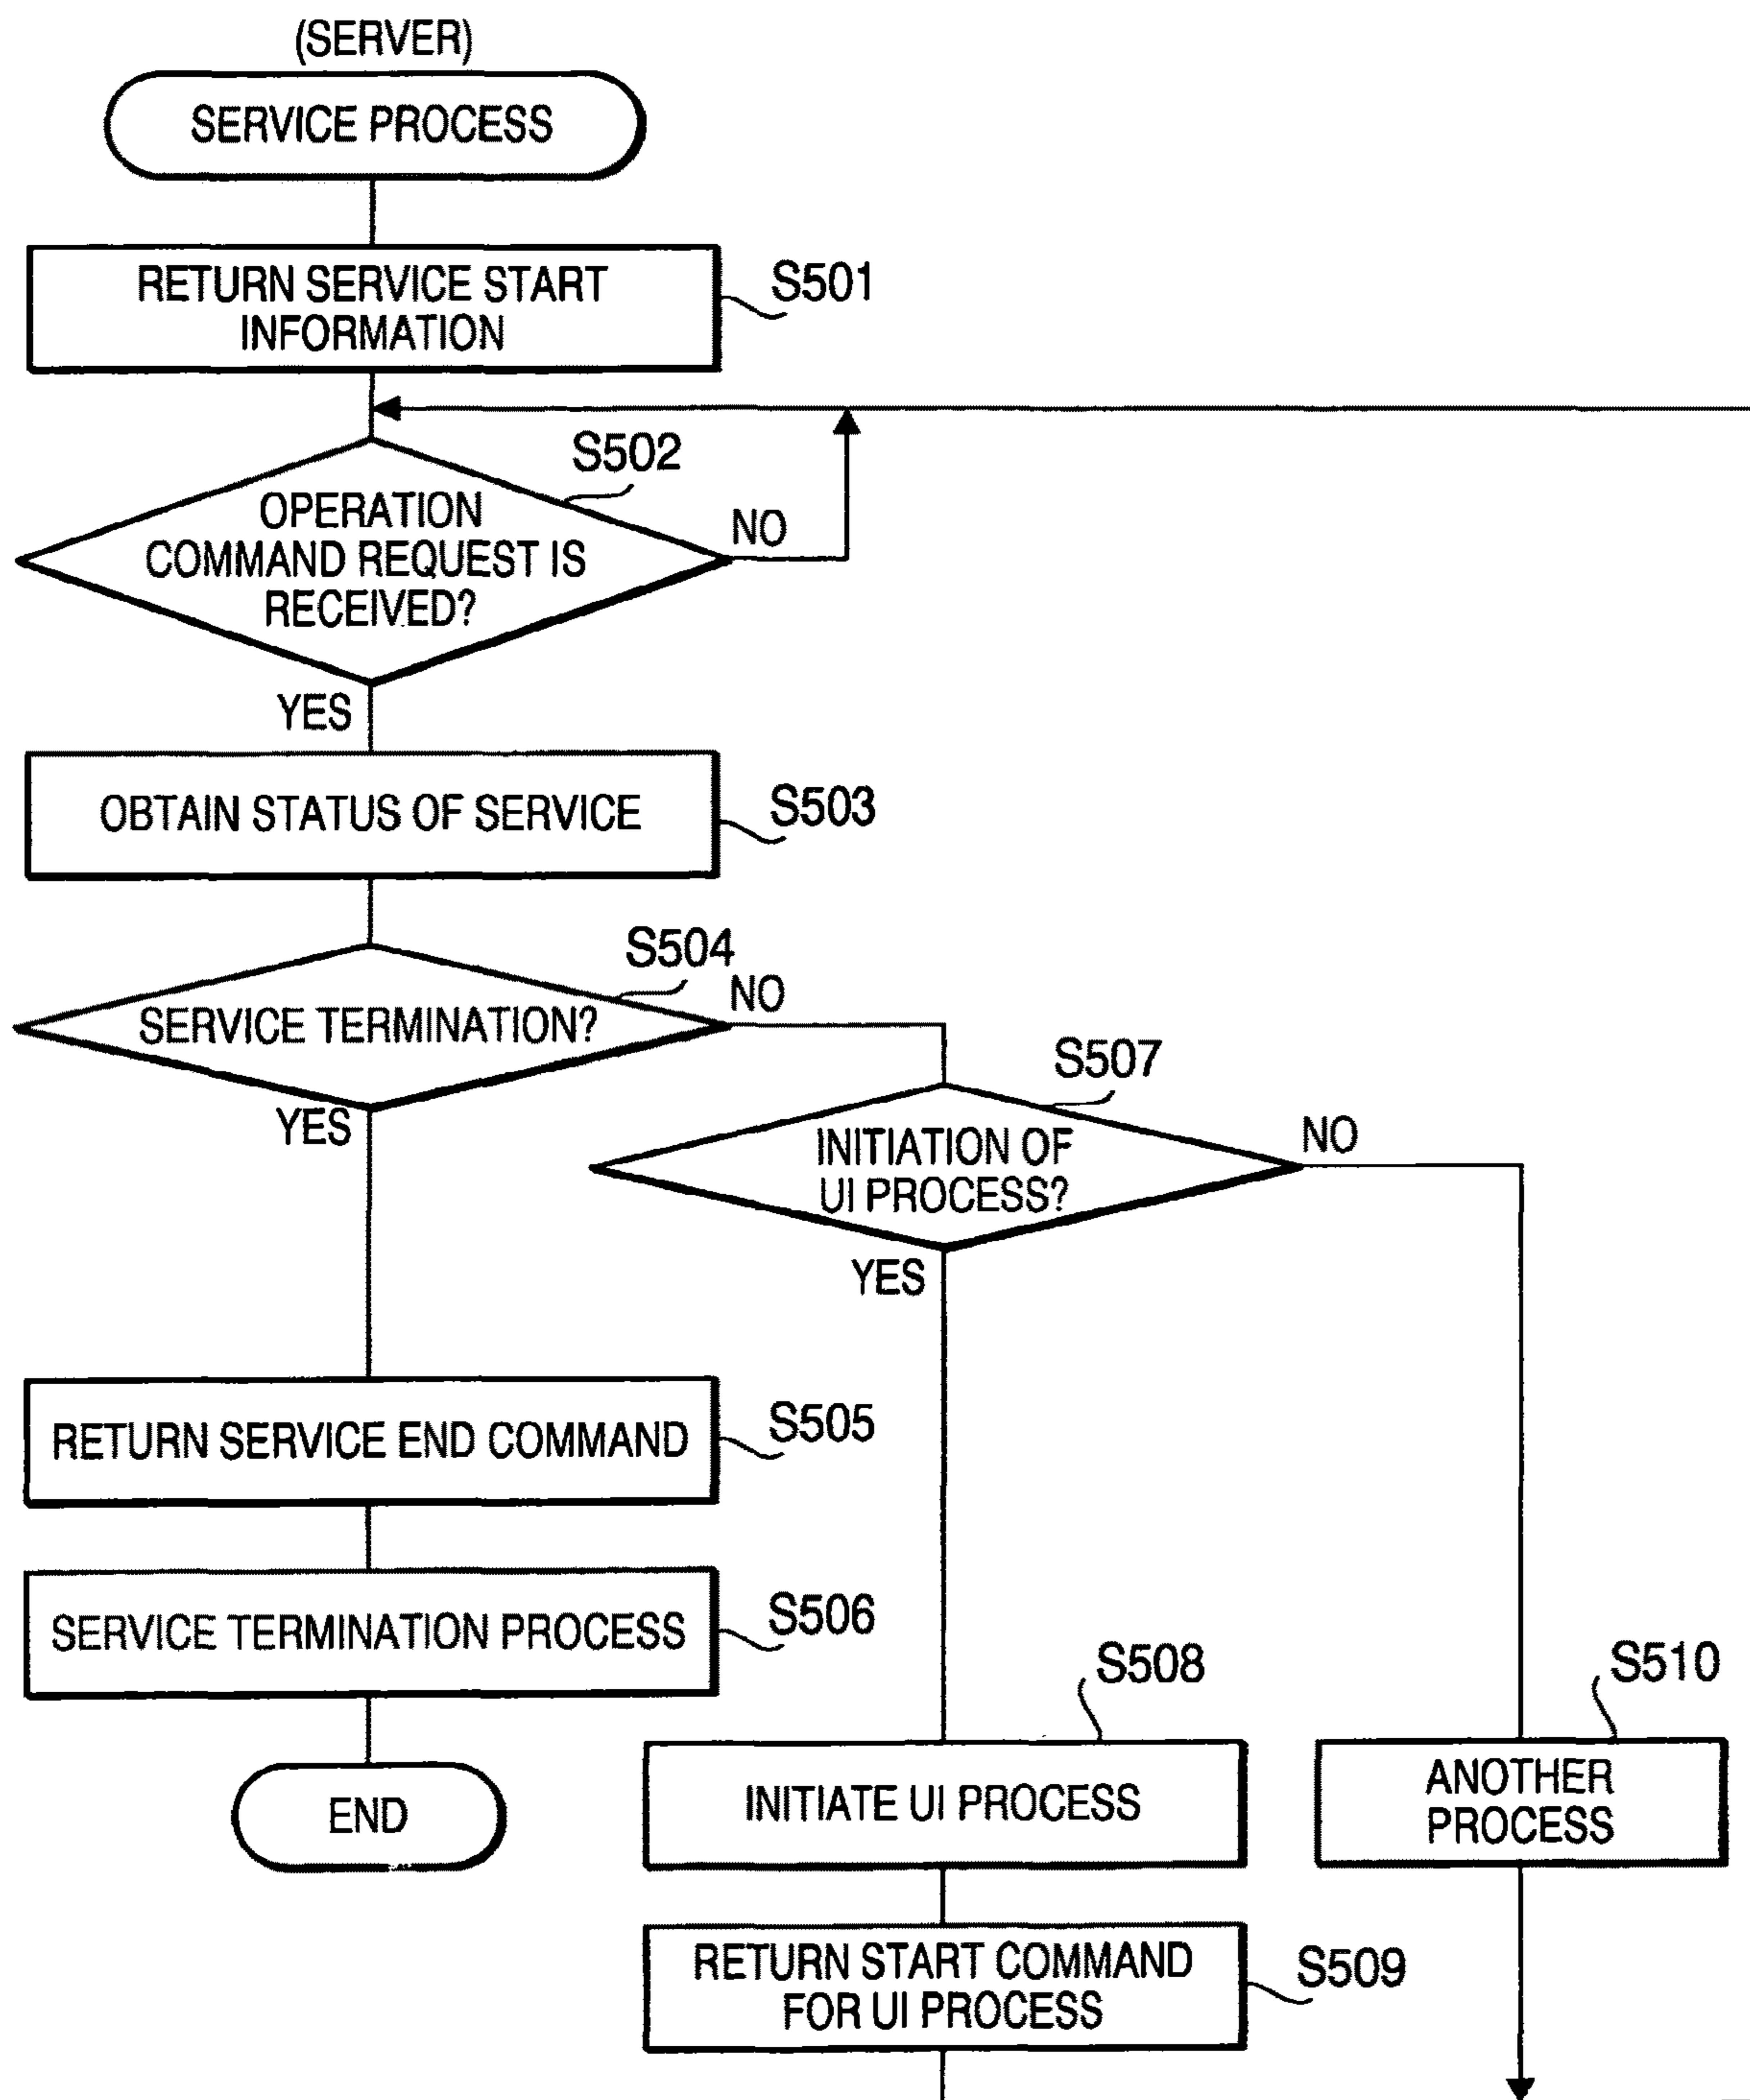 (SERVER)
SERVICE PROCESS
RETURN SERVICE START
INFORMATION
S501
S502
OPERATION
COMMAND REQUEST IS
RECEIVED?
NO
YES
OBTAIN STATUS OF SERVICE
S503
S504
SERVICE TERMINATION?
NO
YES
S507
INITIATION OF
UI PROCESS?
NO
YES
RETURN SERVICE END COMMAND
S505
SERVICE TERMINATION PROCESS
S506
END
S508
INITIATE UI PROCESS
S510
ANOTHER
PROCESS
RETURN START COMMAND
FOR UI PROCESS
S509